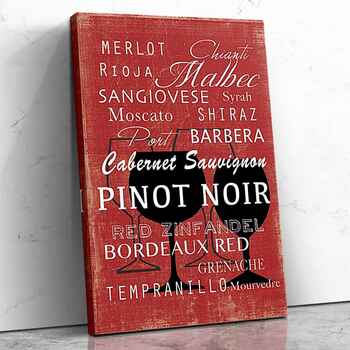 MERLOT Chianti
RIOJA Malbec
SANGIOVESE Syrah
Moscato SHIRAZ
Port BARBERA
Cabernet Sauvignon
PINOT NOIR
RED ZINFANDEL
BORDEAUX RED
GRENACHE
TEMPRANILLO Mourvedre